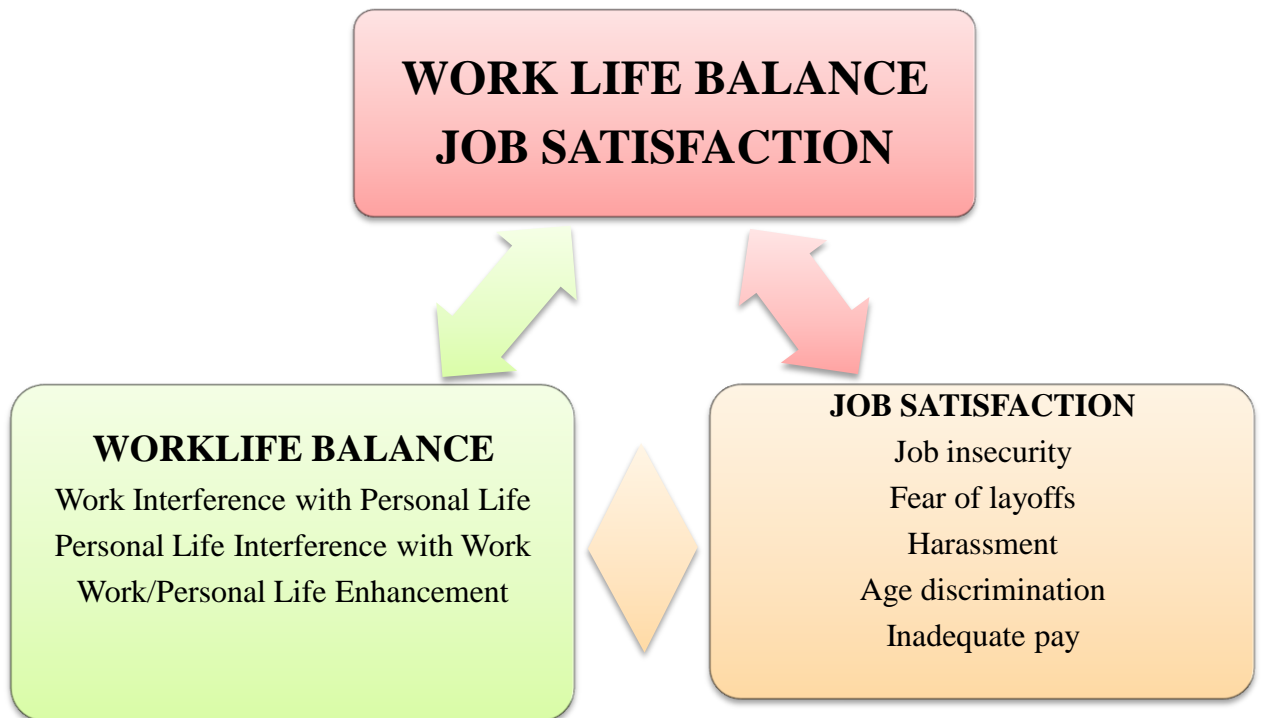 WORK LIFE BALANCE
JOB SATISFACTION
WORKLIFE BALANCE
Work Interference with Personal Life
Personal Life Interference with Work
Work/Personal Life Enhancement
JOB SATISFACTION
Job insecurity
Fear of layoffs
Harassment
Age discrimination
Inadequate pay